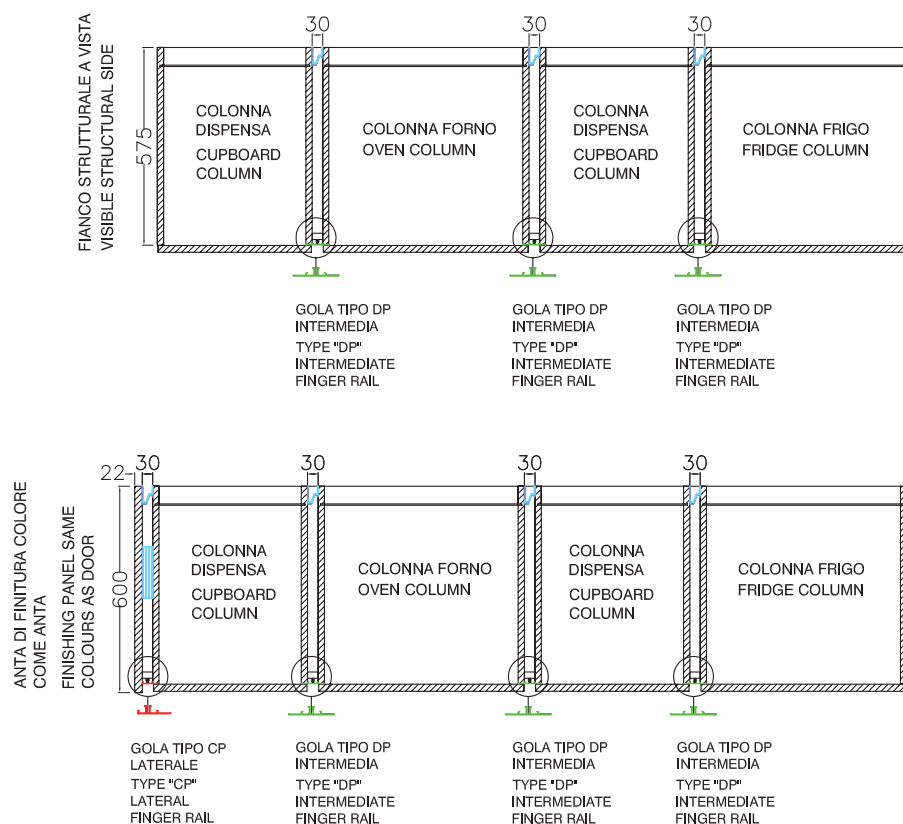 30
30
30
FIANCO STRUTTURALE A VISTA
VISIBLE STRUCTURAL SIDE
575
COLONNA
DISPENSA
CUPBOARD
COLUMN
COLONNA FORNO
OVEN COLUMN
COLONNA
DISPENSA
CUPBOARD
COLUMN
COLONNA FRIGO
FRIDGE COLUMN
GOLA TIPO DP
INTERMEDIA
TYPE "DP"
INTERMEDIATE
FINGER RAIL
GOLA TIPO DP
INTERMEDIA
TYPE "DP"
INTERMEDIATE
FINGER RAIL
GOLA TIPO DP
INTERMEDIA
TYPE "DP"
INTERMEDIATE
FINGER RAIL
22
30
30
30
30
ANTA DI FINITURA COLORE
COME ANTA
FINISHING PANEL SAME
COLOURS AS DOOR
600
COLONNA
DISPENSA
CUPBOARD
COLUMN
COLONNA FORNO
OVEN COLUMN
COLONNA
DISPENSA
CUPBOARD
COLUMN
COLONNA FRIGO
FRIDGE COLUMN
GOLA TIPO CP
LATERALE
TYPE "CP"
LATERAL
FINGER RAIL
GOLA TIPO DP
INTERMEDIA
TYPE "DP"
INTERMEDIATE
FINGER RAIL
GOLA TIPO DP
INTERMEDIA
TYPE "DP"
INTERMEDIATE
FINGER RAIL
GOLA TIPO DP
INTERMEDIA
TYPE "DP"
INTERMEDIATE
FINGER RAIL